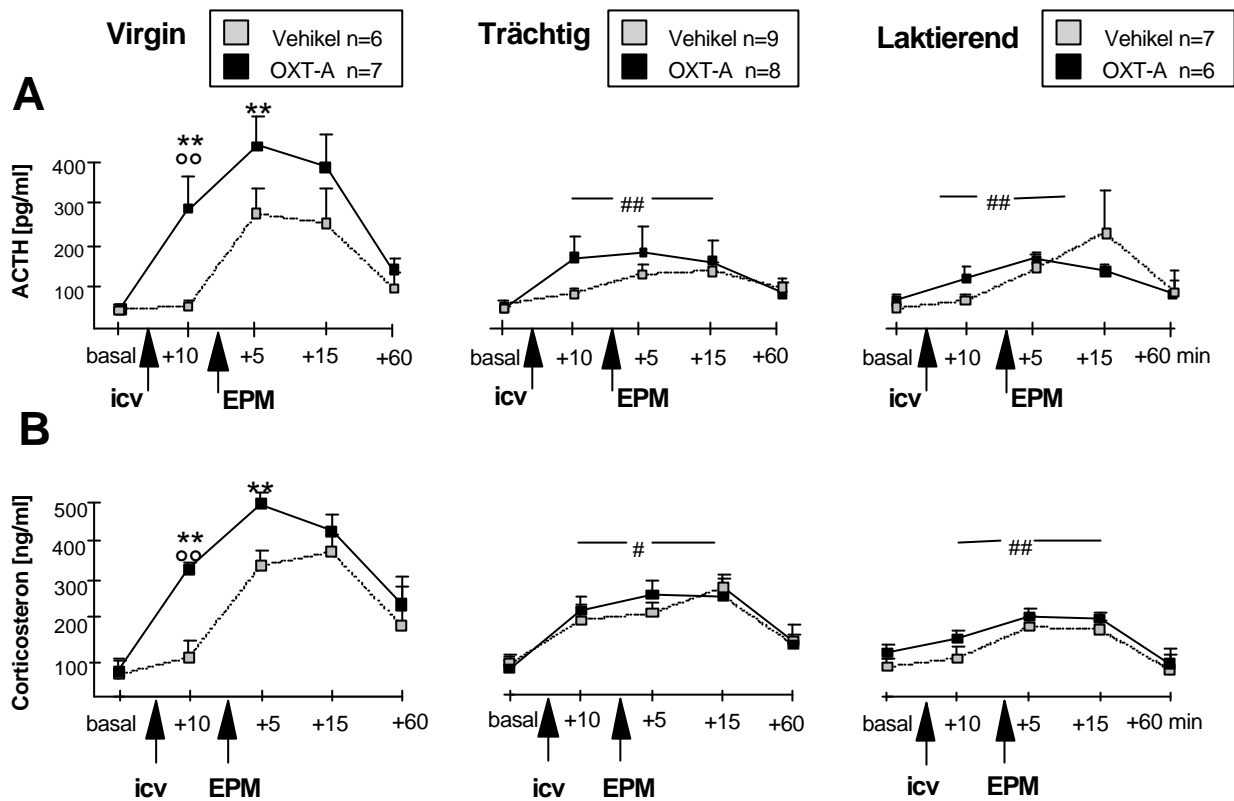 Virgin
Vehikel n=6
OXT-A n=7
Trächtig
Vehikel n=9
OXT-A n=8
Laktierend
Vehikel n=7
OXT-A n=6
A
ACTH [pg/ml]
400
300
200
100
**
°°
**
basal +10 +5 +15 +60
icv EPM
##
basal +10 +5 +15 +60
icv EPM
##
basal +10 +5 +15 +60 min
icv EPM
B
Corticosteron [ng/ml]
500
400
300
200
100
**
°°
**
basal +10 +5 +15 +60
icv EPM
#
basal +10 +5 +15 +60
icv EPM
##
basal +10 +5 +15 +60 min
icv EPM